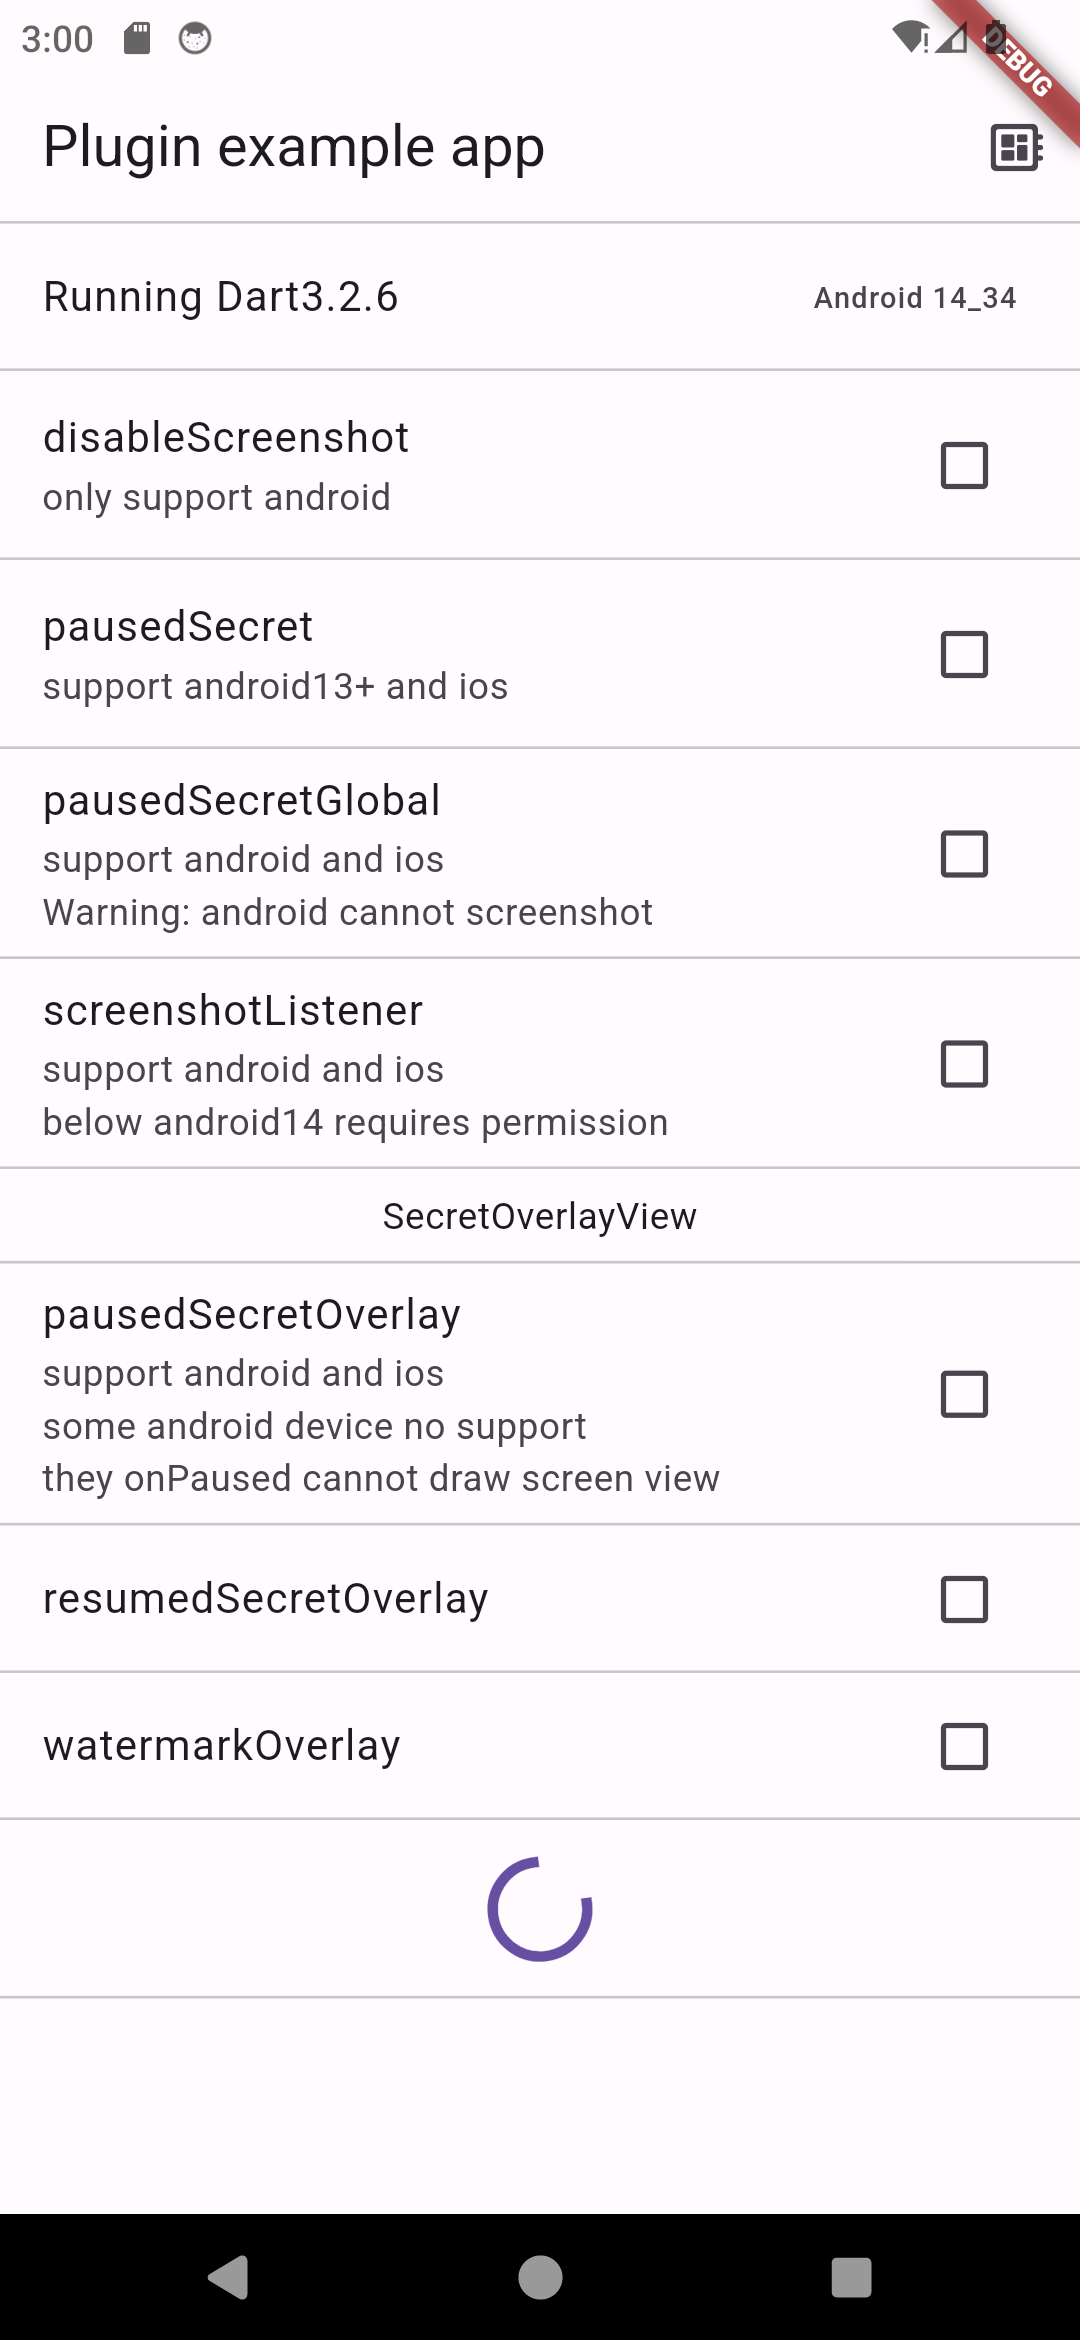 3:00
DEBUG
Plugin example app
Running Dart3.2.6
Android 14_34
disableScreenshot
only support android
pausedSecret
support android13+ and ios
pausedSecretGlobal
support android and ios
Warning: android cannot screenshot
screenshotListener
support android and ios
below android14 requires permission
SecretOverlayView
pausedSecretOverlay
support android and ios
some android device no support
they onPaused cannot draw screen view
resumedSecretOverlay
watermarkOverlay